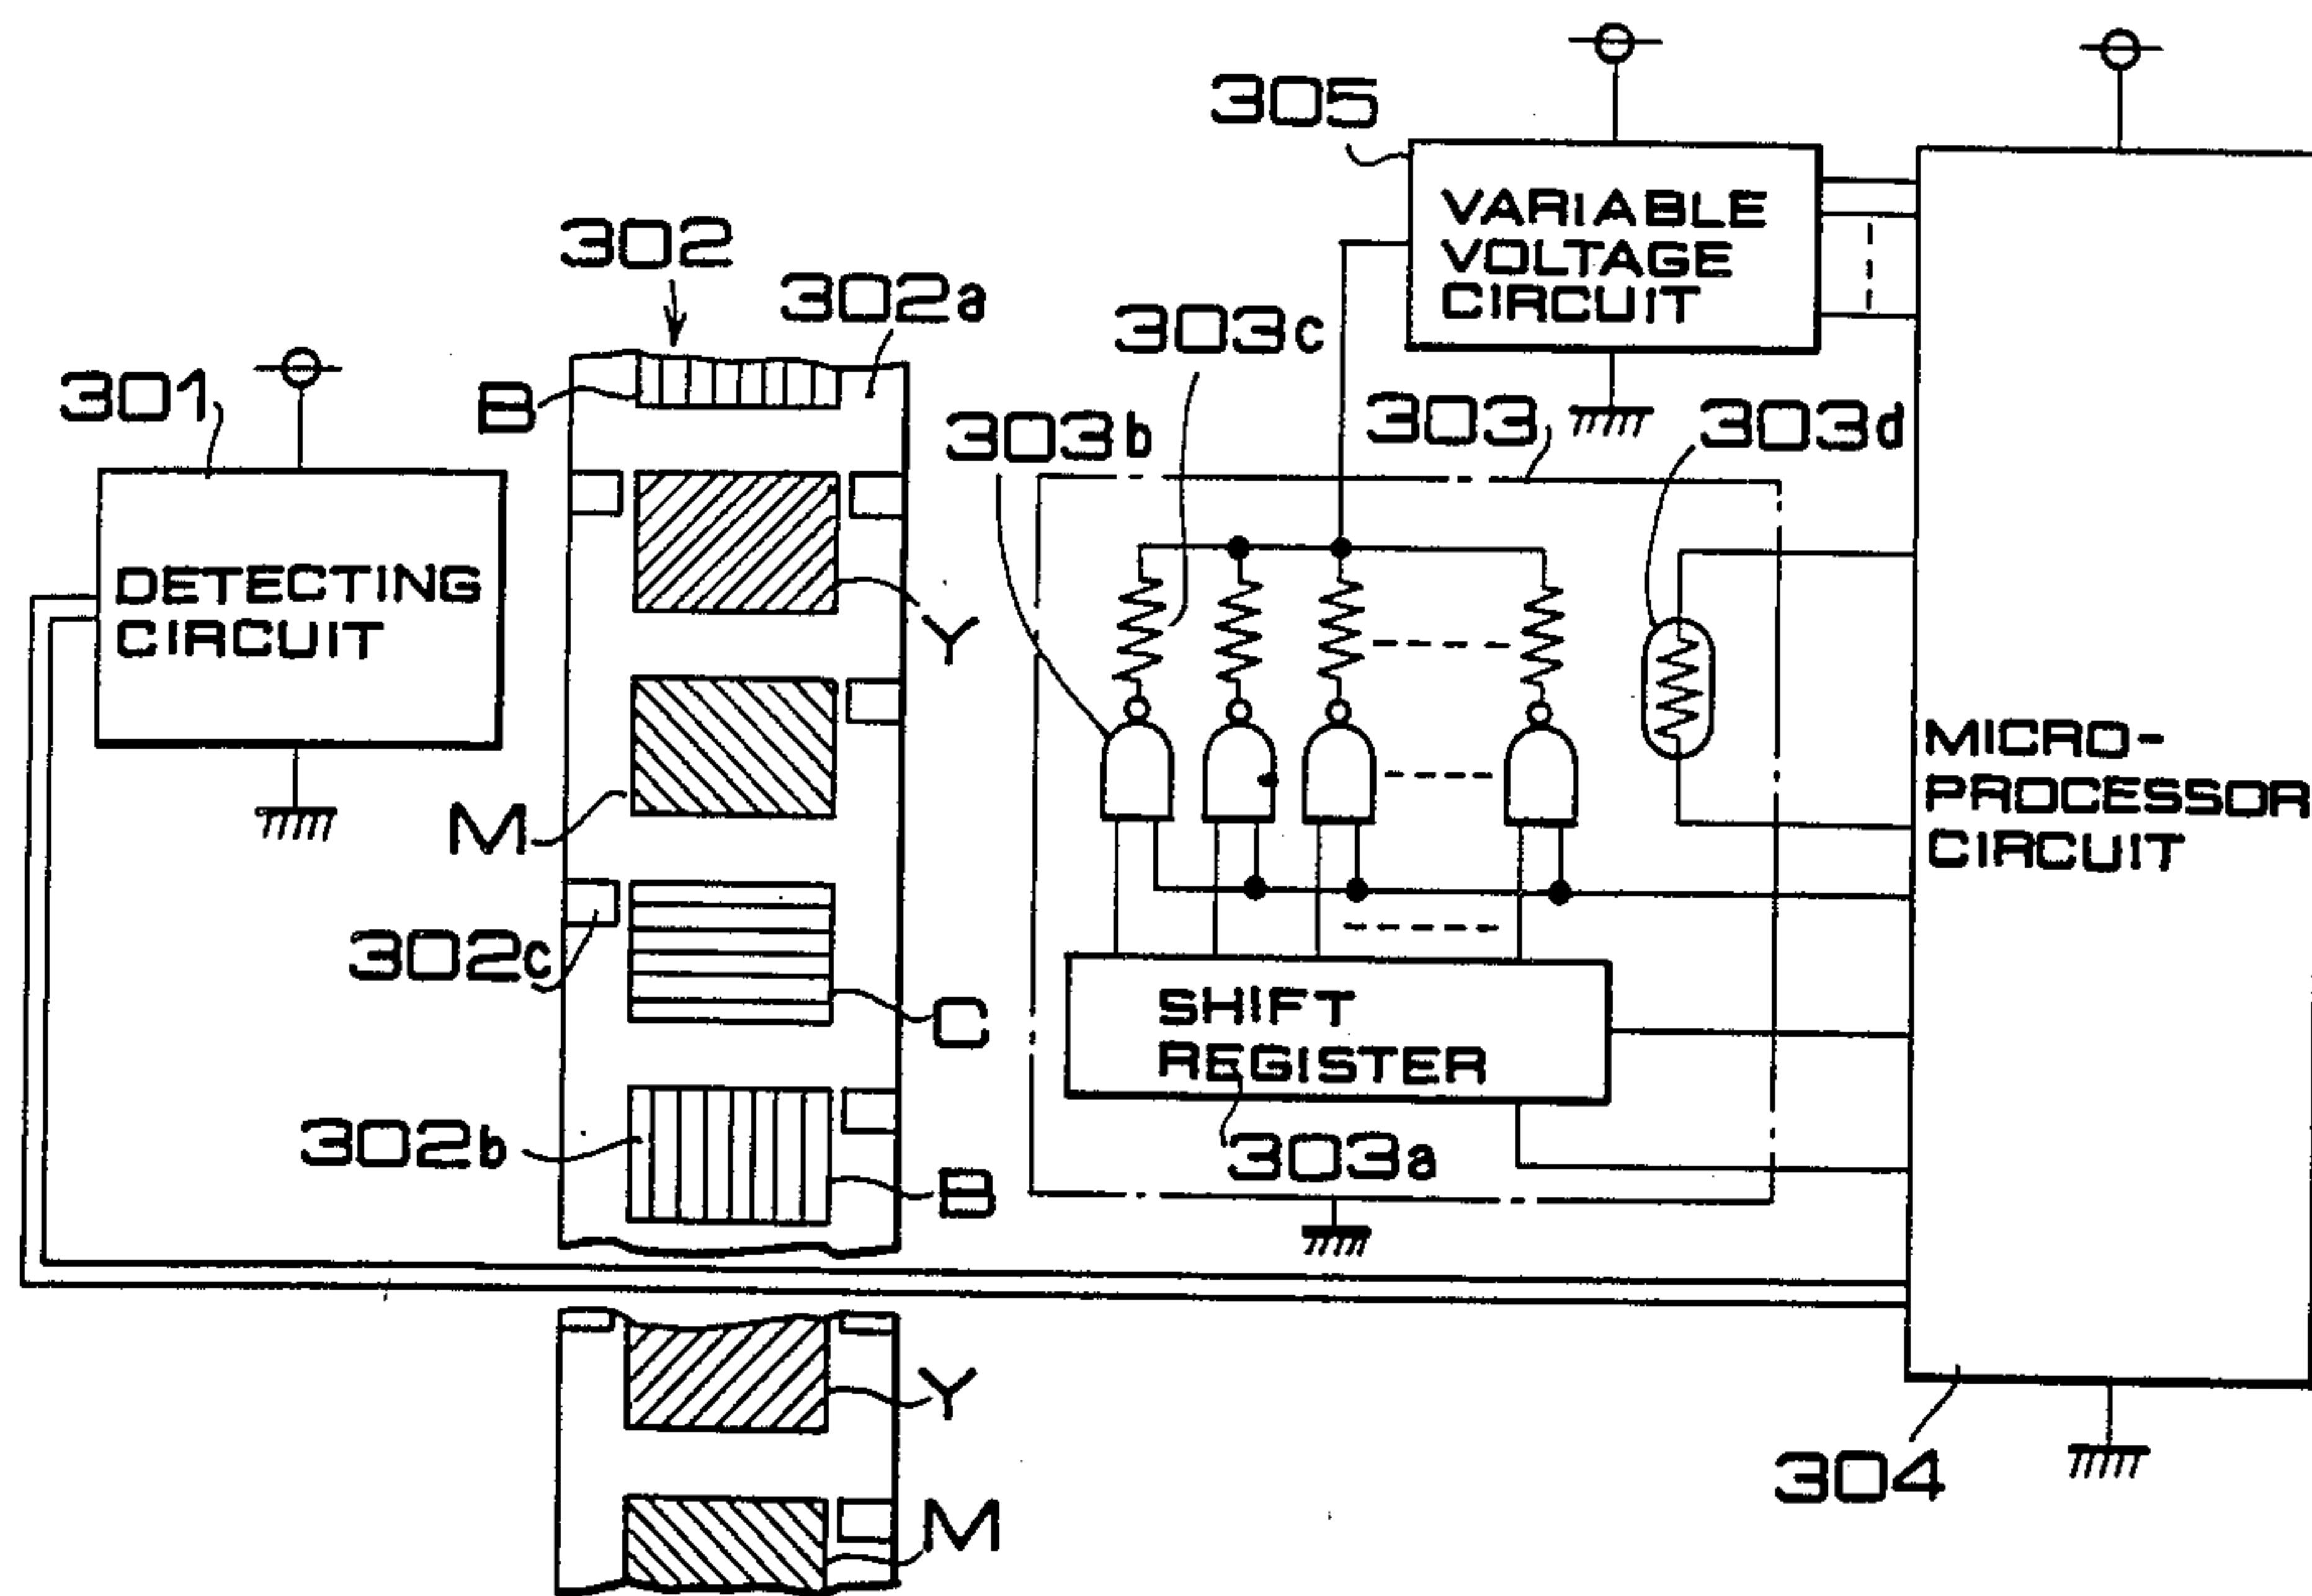 305
VARIABLE
VOLTAGE
CIRCUIT
302
302a
303c
301
B
303b
303
303d
DETECTING
CIRCUIT
Y
M
MICRO-
PROCESSOR
CIRCUIT
302c
C
SHIFT
REGISTER
302b
B
303a
Y
304
M